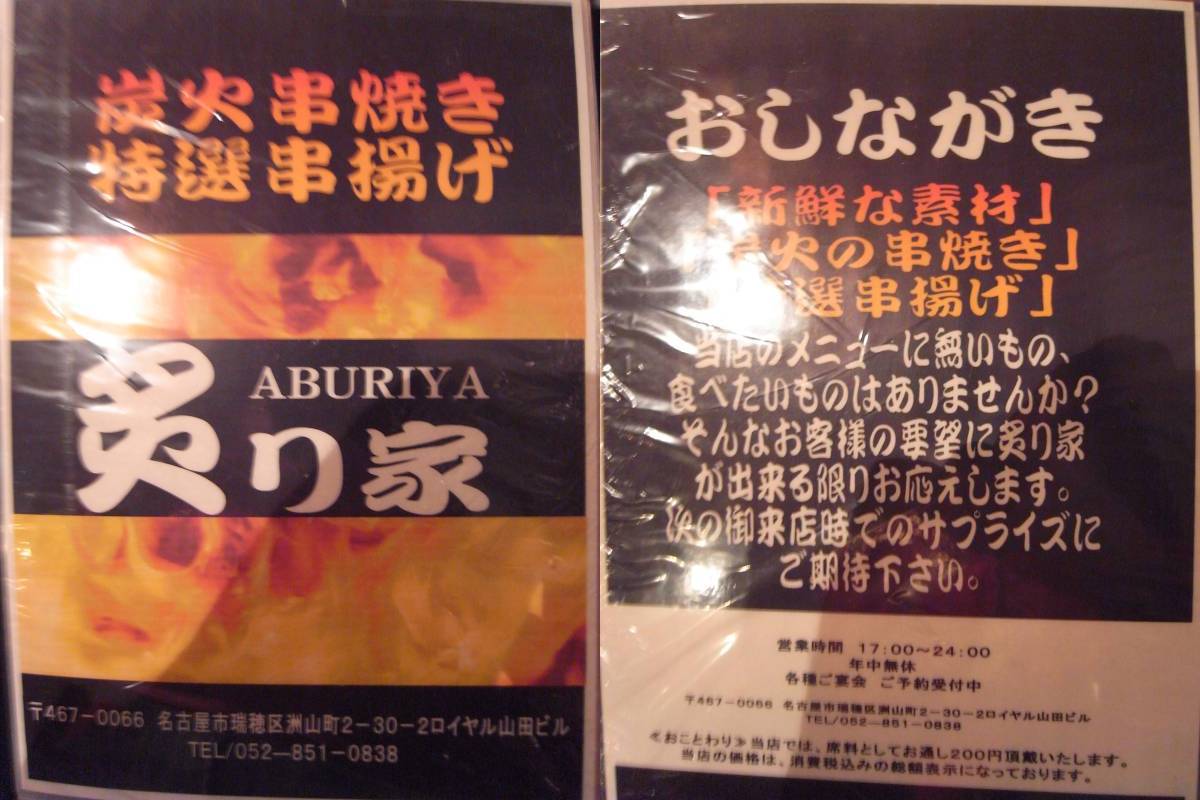 炭火串焼き
特選串揚げ
ABURIYA
炙り家
〒467-0066 名古屋市瑞穂区洲山町2-30-2ロイヤル山田ビル
TEL/052―851-0838
おしながき
「新鮮な素材」
火の串焼き」
選串揚げ」
当店のメニューに無いもの、
食べたいものはありませんか?
そんなお客様の要望に炙り家
が出来る限りお応えします。
次の御来店時でのサプライズに
ご期待下さい。
営業時間 17:00～24:00
年中無休
各種ご宴会 ご予約受付中
〒467-0066 名古屋市瑞穂区洲山町2-30-2ロイヤル山田ビル
TEL/052-851-0838
≪おことわり≫当店では、席料としてお通し200円頂戴いたします。
当店の価格は、消費税込みの総額表示になっております。